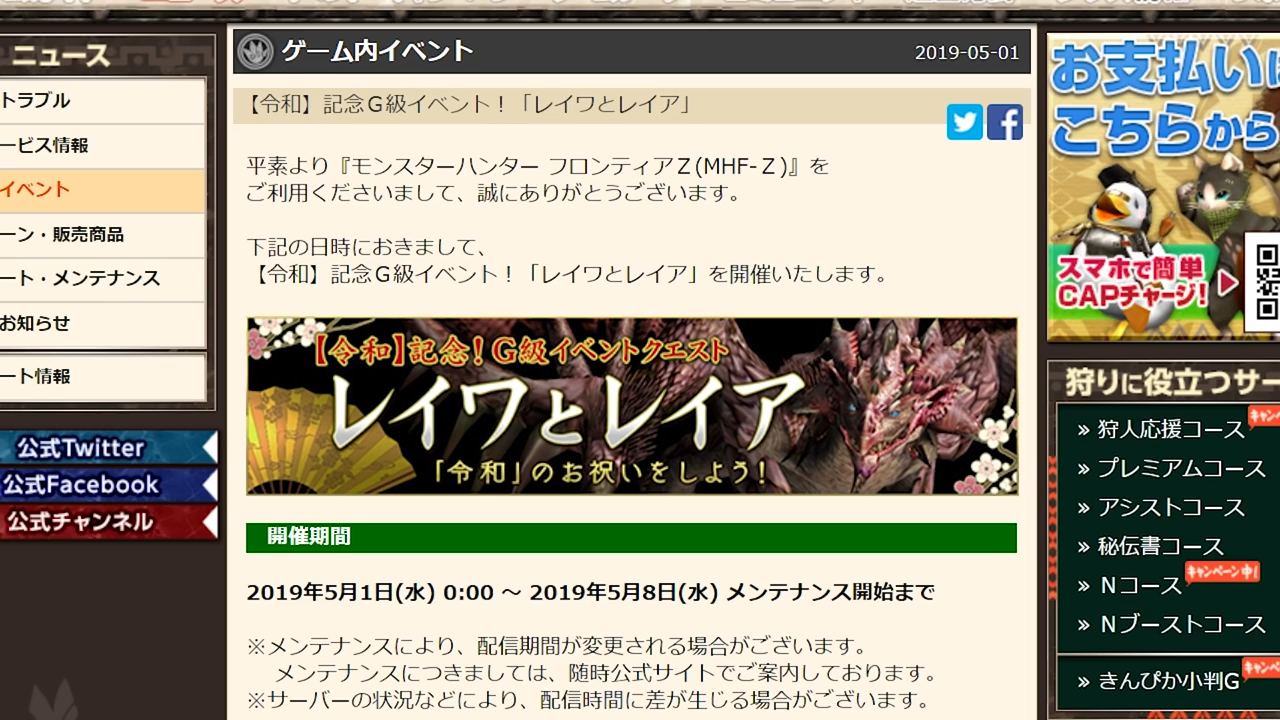 ニュース
トラブル
ービス情報
イベント
ーン・販売商品
ート・メンテナンス
お知らせ
ート情報
公式Twitter
公式Facebook
公式チャンネル
ゲーム内イベント
2019-05-01
【令和】記念Ｇ級イベント！「レイワとレイア」
平素より『モンスターハンター フロンティアＺ(MHF-Ｚ)』を
ご利用くださいまして、誠にありがとうございます。
下記の日時におきまして、
【令和】記念Ｇ級イベント！「レイワとレイア」を開催いたします。
【令和】記念！G級イベントクエスト
レイワとレイア
「令和」のお祝いをしよう！
開催期間
2019年5月1日(水) 0:00 ～ 2019年5月8日(水) メンテナンス開始まで
※メンテナンスにより、配信期間が変更される場合がございます。
メンテナンスにつきましては、随時公式サイトでご案内しております。
※サーバーの状況などにより、配信時間に差が生じる場合がございます。
お支払いは
こちらから
スマホで簡単
CAPチャージ！
狩りに役立つサー
» 狩人応援コース
キャン
» プレミアムコース
» アシストコース
» 秘伝書コース
» Ｎコース
キャンペーン中！
» Ｎブーストコース
» きんぴか小判G
キャン